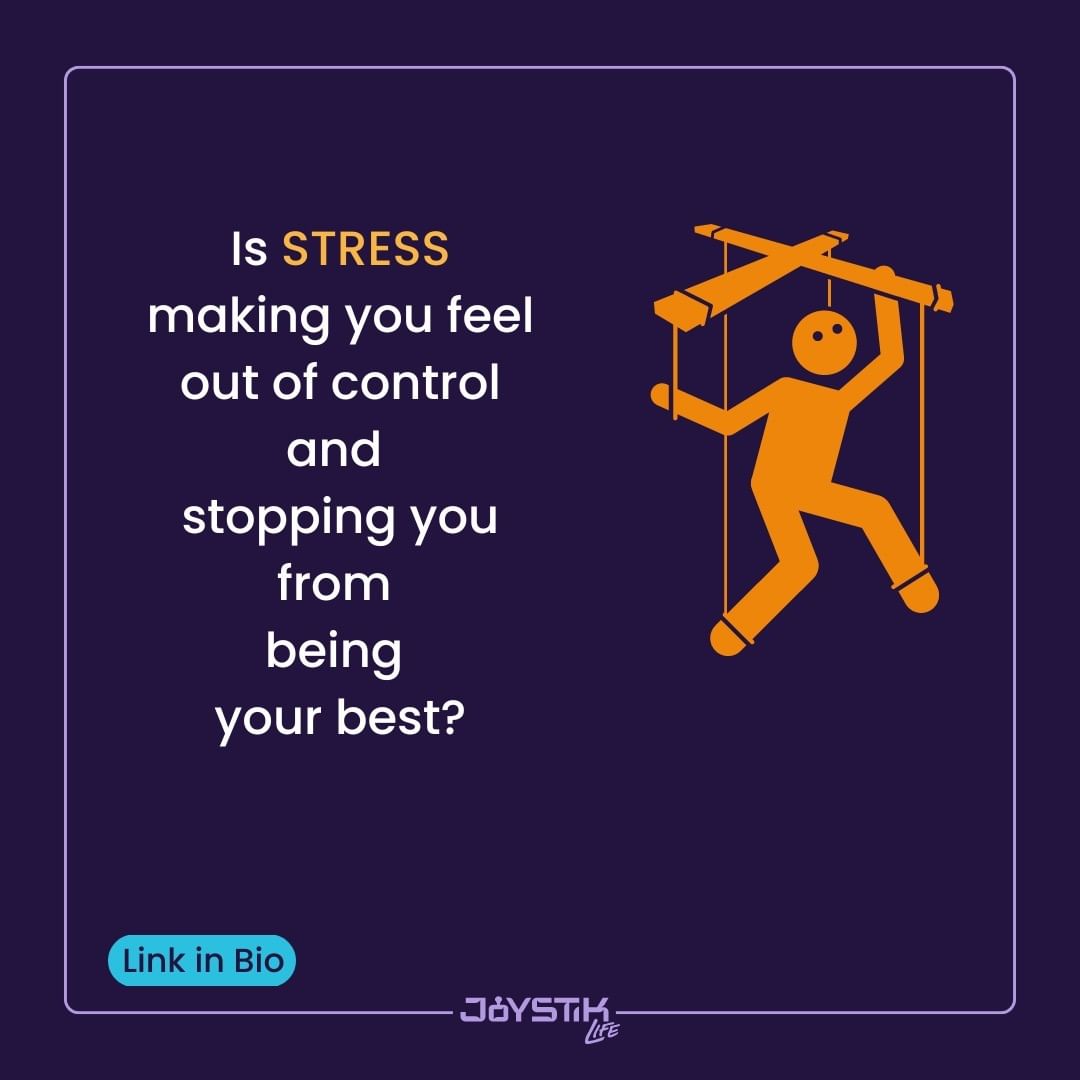 Is STRESS
making you feel
out of control
and
stopping you
from
being
your best?
Link in Bio
JOYSTIK
LIFE